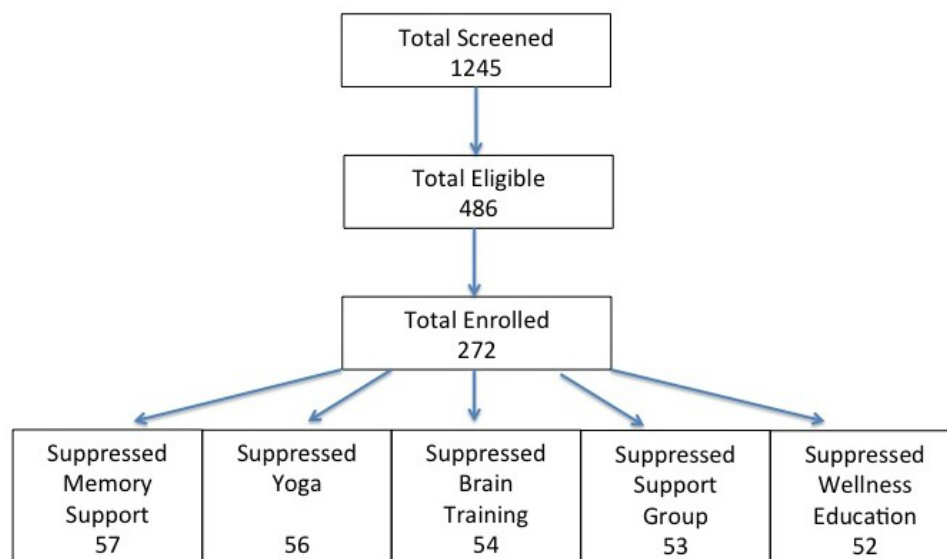 Total Screened
1245
Total Eligible
486
Total Enrolled
272
Suppressed
Memory
Support
57
Suppressed
Yoga
56
Suppressed
Brain
Training
54
Suppressed
Support
Group
53
Suppressed
Wellness
Education
52